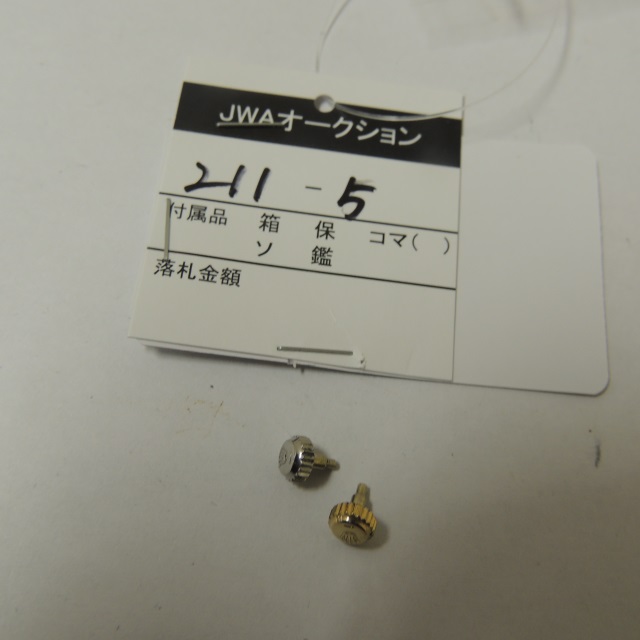 JWAオークション
211-5
付属品 箱 保 コマ( )
ソ 鑑
落札金額